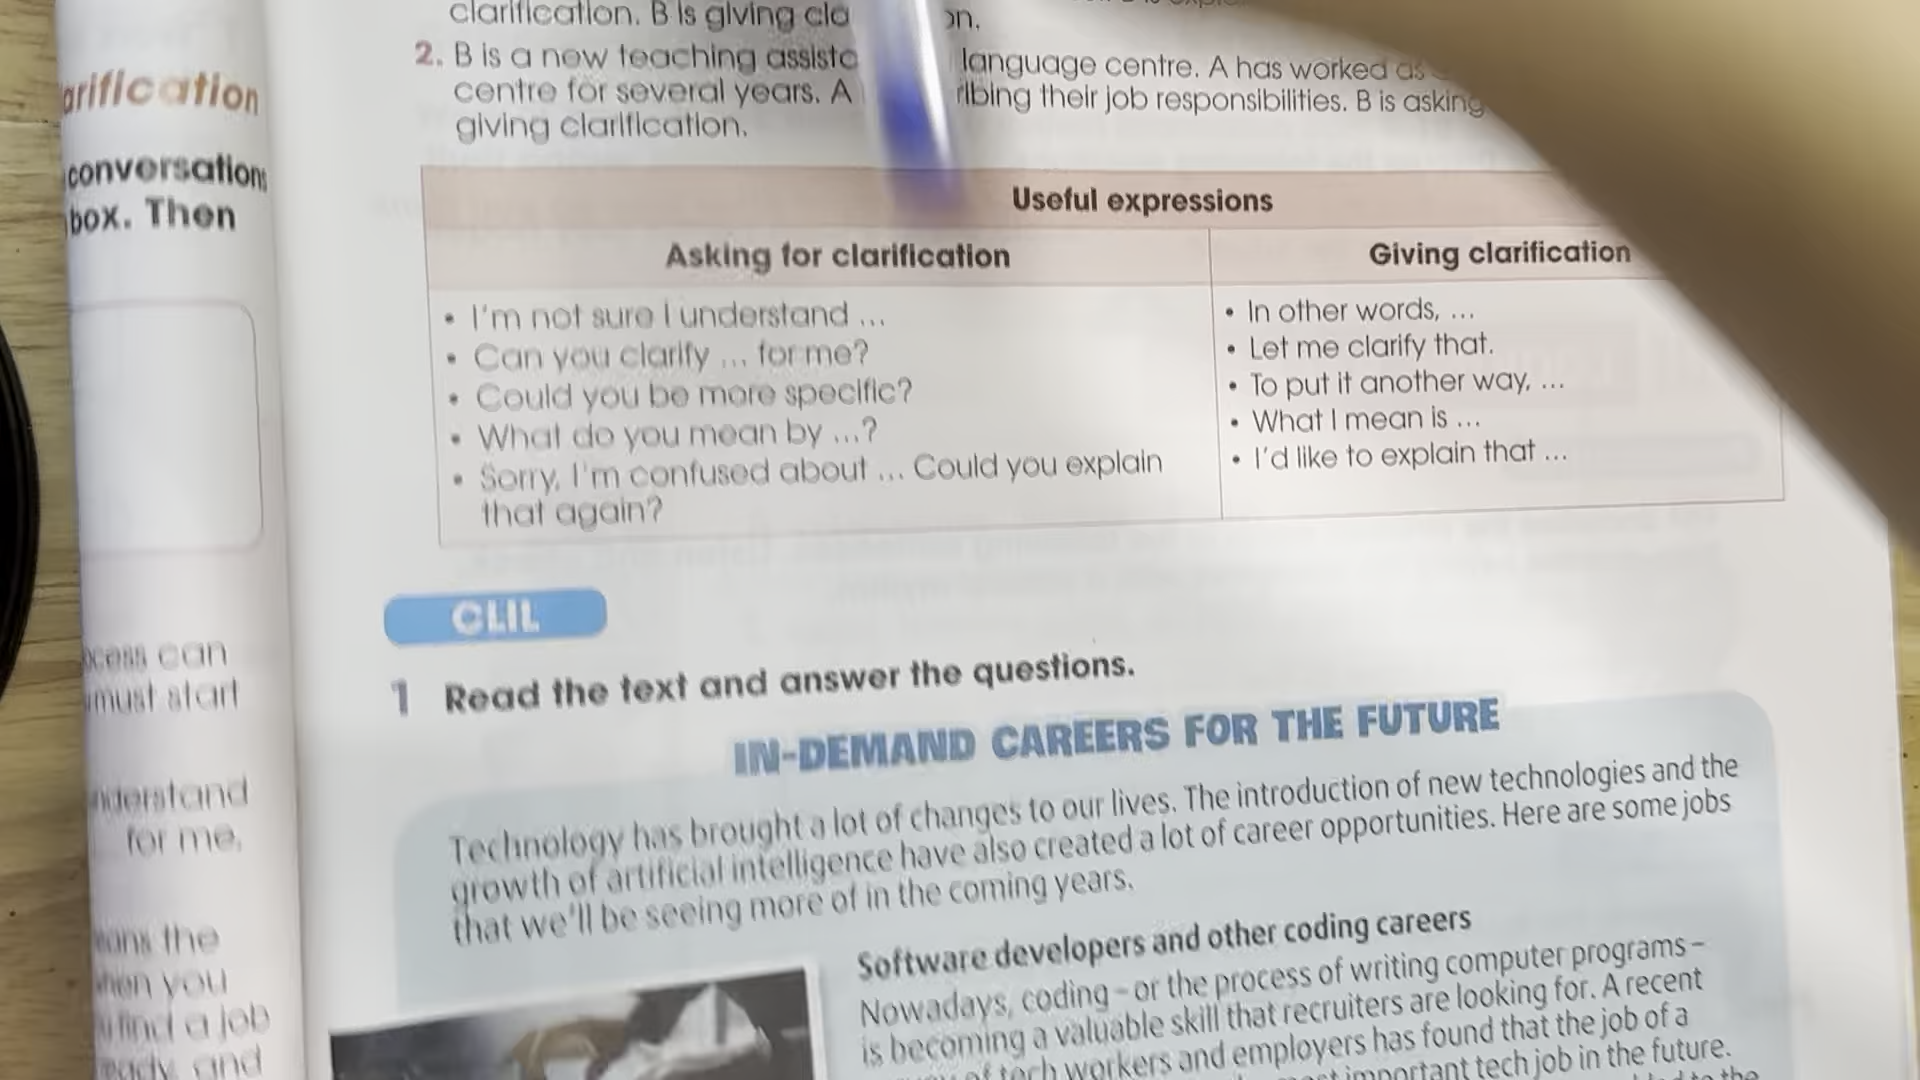 clarification. B is giving
2. B is a new teaching language centre. A has worked as
centre for several years. A their job responsibilities. B is asking
giving clarification.
conversations
box. Then
Useful expressions
Asking for clarification
• I'm not sure I understand ...
• Can you clarify ... for me?
• Could you be more specific?
• What do you mean by ...?
• Sorry, I'm confused about ... Could you explain
that again?
Giving clarification
• In other words, ...
• Let me clarify that.
• To put it another way, ...
• What I mean is ...
• I'd like to explain that ...
can
must start
for me.
the
you
find a job
and
CLIL
1 Read the text and answer the questions.
IN-DEMAND CAREERS FOR THE FUTURE
Technology has brought a lot of changes to our lives. The introduction of new technologies and the
growth of artificial intelligence have also created a lot of career opportunities. Here are some jobs
that we'll be seeing more of in the coming years.
Software developers and other coding careers
Nowadays, coding – or the process of writing computer programs –
is becoming a valuable skill that recruiters are looking for. A recent
of tech workers and employers has found that the job of a
important tech job in the future.
to the